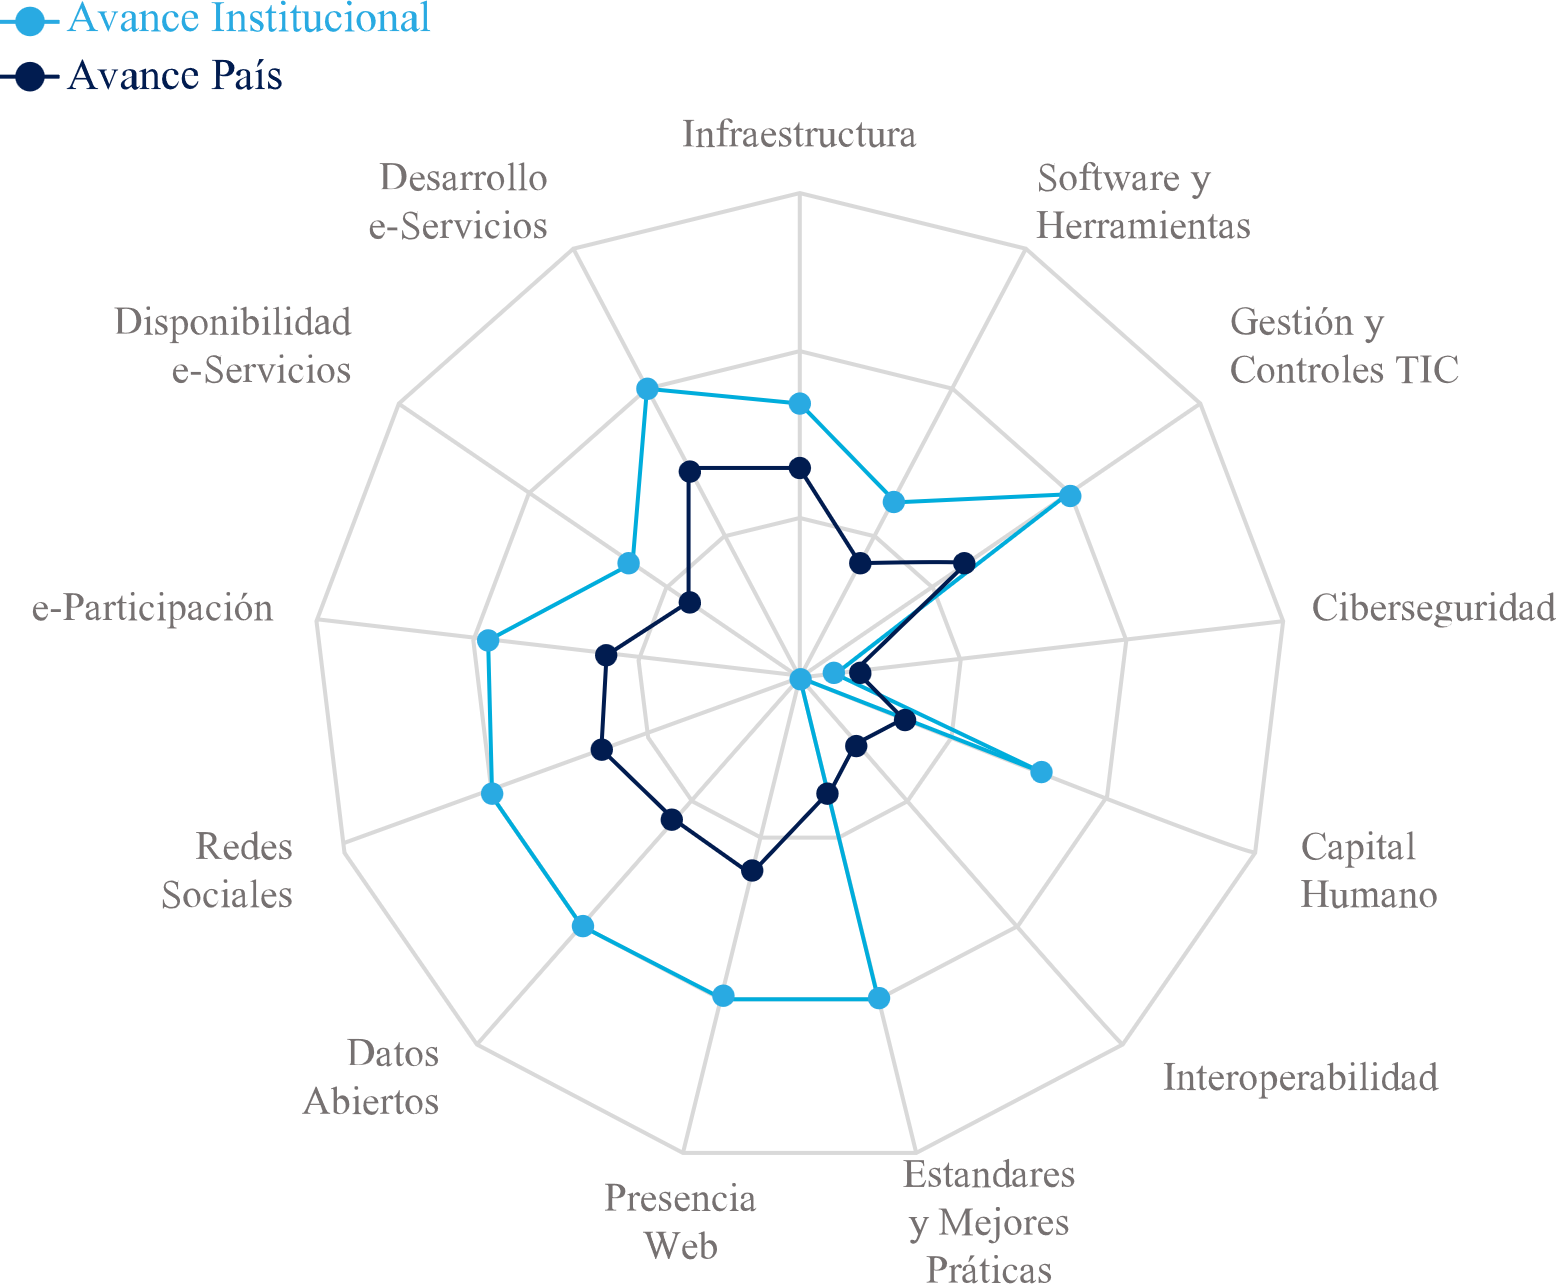 Avance Institucional
Avance País
Infraestructura
Software y
Herramientas
Gestión y
Controles TIC
Ciberseguridad
Capital
Humano
Interoperabilidad
Estandares
y Mejores
Práticas
Presencia
Web
Datos
Abiertos
Redes
Sociales
e-Participación
Disponibilidad
e-Servicios
Desarrollo
e-Servicios